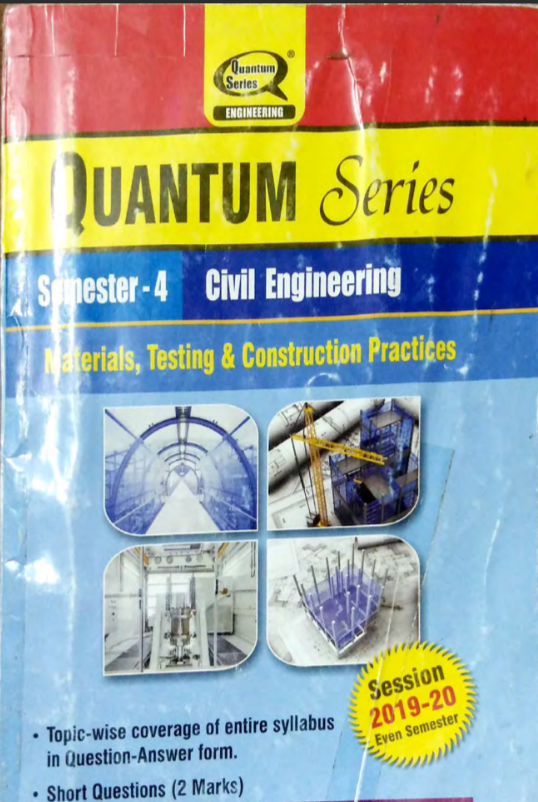 Quantum
Series
®
ENGINEERING
QUANTUM Series
Semester - 4 Civil Engineering
Materials, Testing & Construction Practices
Session
2019-20
Even Semester
• Topic-wise coverage of entire syllabus
in Question-Answer form.
• Short Questions (2 Marks)